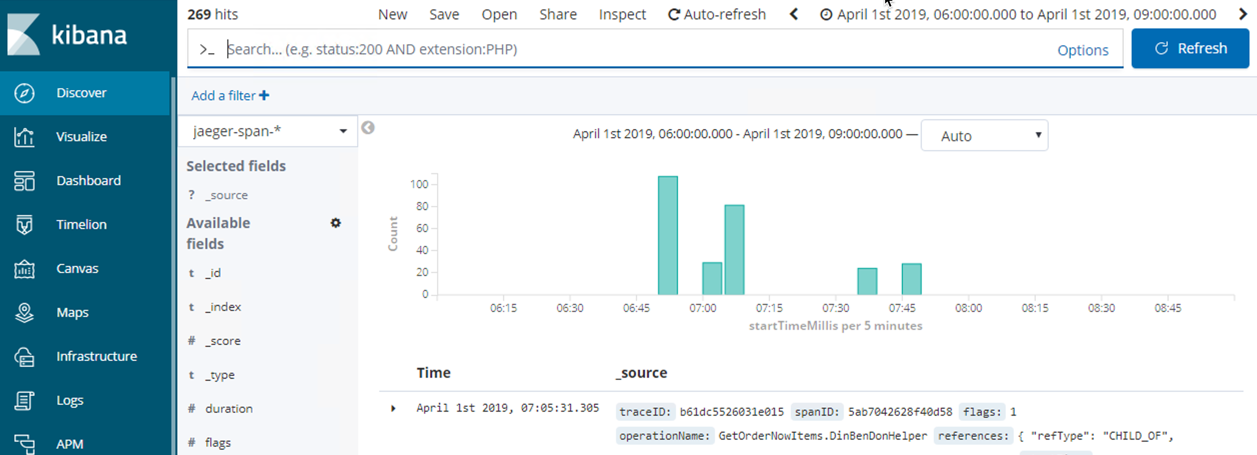 kibana
Discover
Visualize
Dashboard
Timelion
Canvas
Maps
Infrastructure
Logs
APM
269 hits
New Save Open Share Inspect Auto-refresh April 1st 2019, 06:00:00.000 to April 1st 2019, 09:00:00.000
>_ Search... (e.g. status:200 AND extension:PHP) Options Refresh
Add a filter +
jaeger-span-*
Selected fields
? _source
Available
fields
t _id
t _index
# _score
t _type
# duration
# flags
April 1st 2019, 06:00:00.000 - April 1st 2019, 09:00:00.000 — Auto
Count
100
80
60
40
20
0
06:15 06:30 06:45 07:00 07:15 07:30 07:45 08:00 08:15 08:30 08:45
startTimeMillis per 5 minutes
Time _source
April 1st 2019, 07:05:31.305 traceID: b61dc5526031e015 spanID: 5ab7042628f40d58 flags: 1
operationName: GetOrderNowItems.DinBenDonHelper references: { "refType": "CHILD_OF",